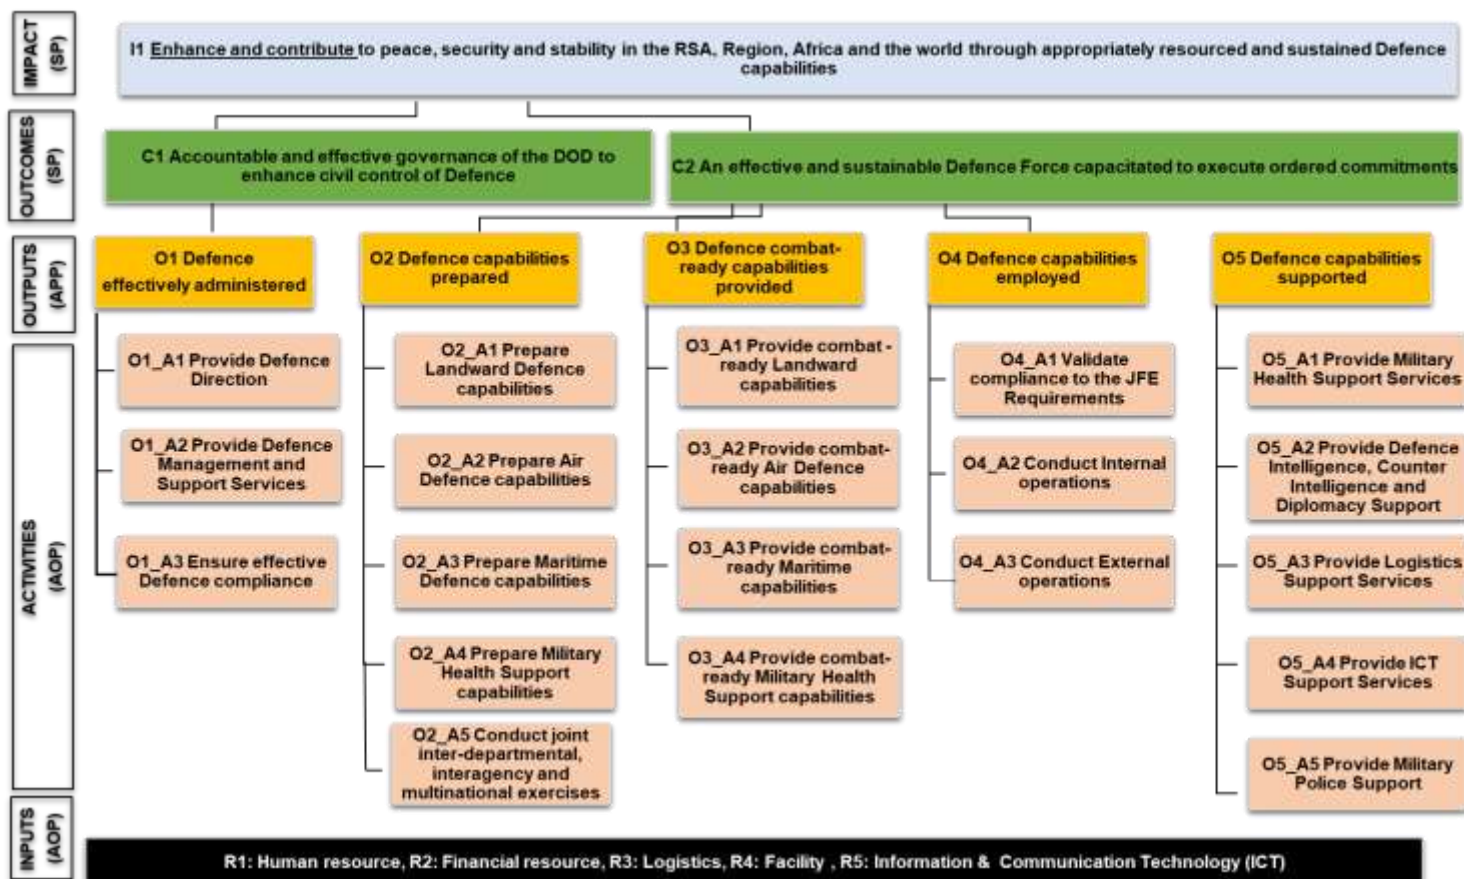 IMPACT
(SP)
I1 Enhance and contribute to peace, security and stability in the RSA, Region, Africa and the world through appropriately resourced and sustained Defence
capabilities
OUTCOMES
(SP)
C1 Accountable and effective governance of the DOD to
enhance civil control of Defence
C2 An effective and sustainable Defence Force capacitated to execute ordered commitments
OUTPUTS
(APP)
O1 Defence
effectively administered
O2 Defence capabilities
prepared
O3 Defence combat-
ready capabilities
provided
O4 Defence capabilities
employed
O5 Defence capabilities
supported
ACTIVITIES
(AOP)
O1_A1 Provide Defence
Direction
O1_A2 Provide Defence
Management and
Support Services
O1_A3 Ensure effective
Defence compliance
O2_A1 Prepare
Landward Defence
capabilities
O2_A2 Prepare Air
Defence capabilities
O2_A3 Prepare Maritime
Defence capabilities
O2_A4 Prepare Military
Health Support
capabilities
O2_A5 Conduct joint
inter-departmental,
interagency and
multinational exercises
O3_A1 Provide combat -
ready Landward
capabilities
O3_A2 Provide combat-
ready Air Defence
capabilities
O3_A3 Provide combat-
ready Maritime
capabilities
O3_A4 Provide combat-
ready Military Health
Support capabilities
O4_A1 Validate
compliance to the JFE
Requirements
O4_A2 Conduct Internal
operations
O4_A3 Conduct External
operations
O5_A1 Provide Military
Health Support Services
O5_A2 Provide Defence
Intelligence, Counter
Intelligence and
Diplomacy Support
O5_A3 Provide Logistics
Support Services
O5_A4 Provide ICT
Support Services
O5_A5 Provide Military
Police Support
INPUTS
(AOP)
R1: Human resource, R2: Financial resource, R3: Logistics, R4: Facility , R5: Information & Communication Technology (ICT)